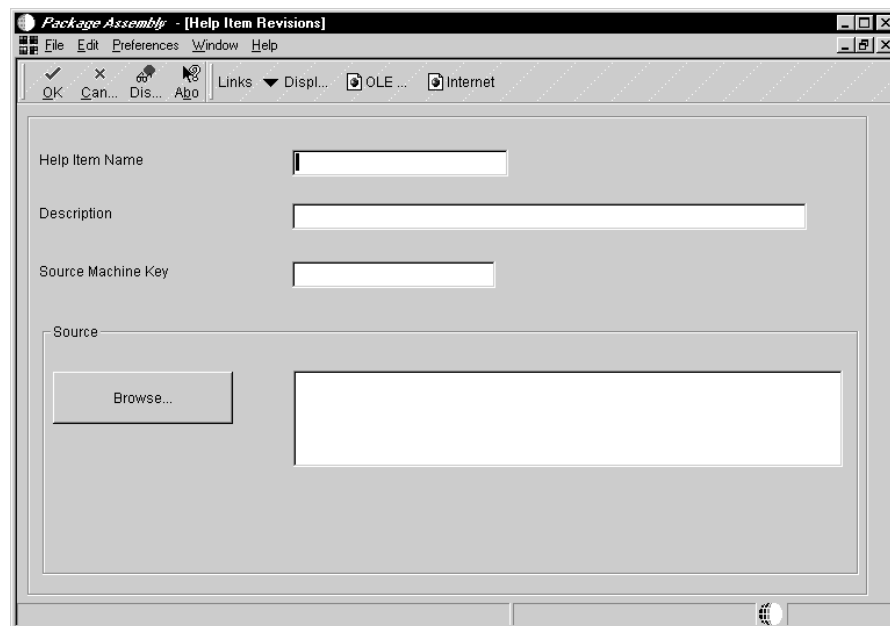 Package Assembly - [Help Item Revisions]
File Edit Preferences Window Help
OK Can... Dis... Abo Links Displ... OLE ... Internet
Help Item Name
Description
Source Machine Key
Source
Browse...